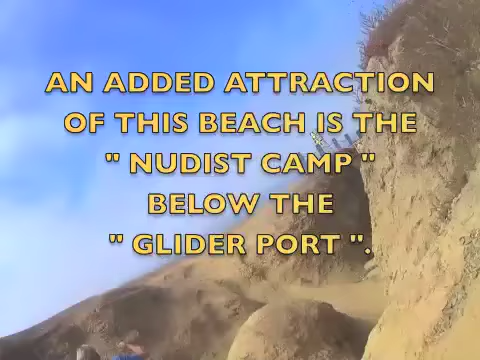 AN ADDED ATTRACTION
OF THIS BEACH IS THE
" NUDIST CAMP "
BELOW THE
" GLIDER PORT ".